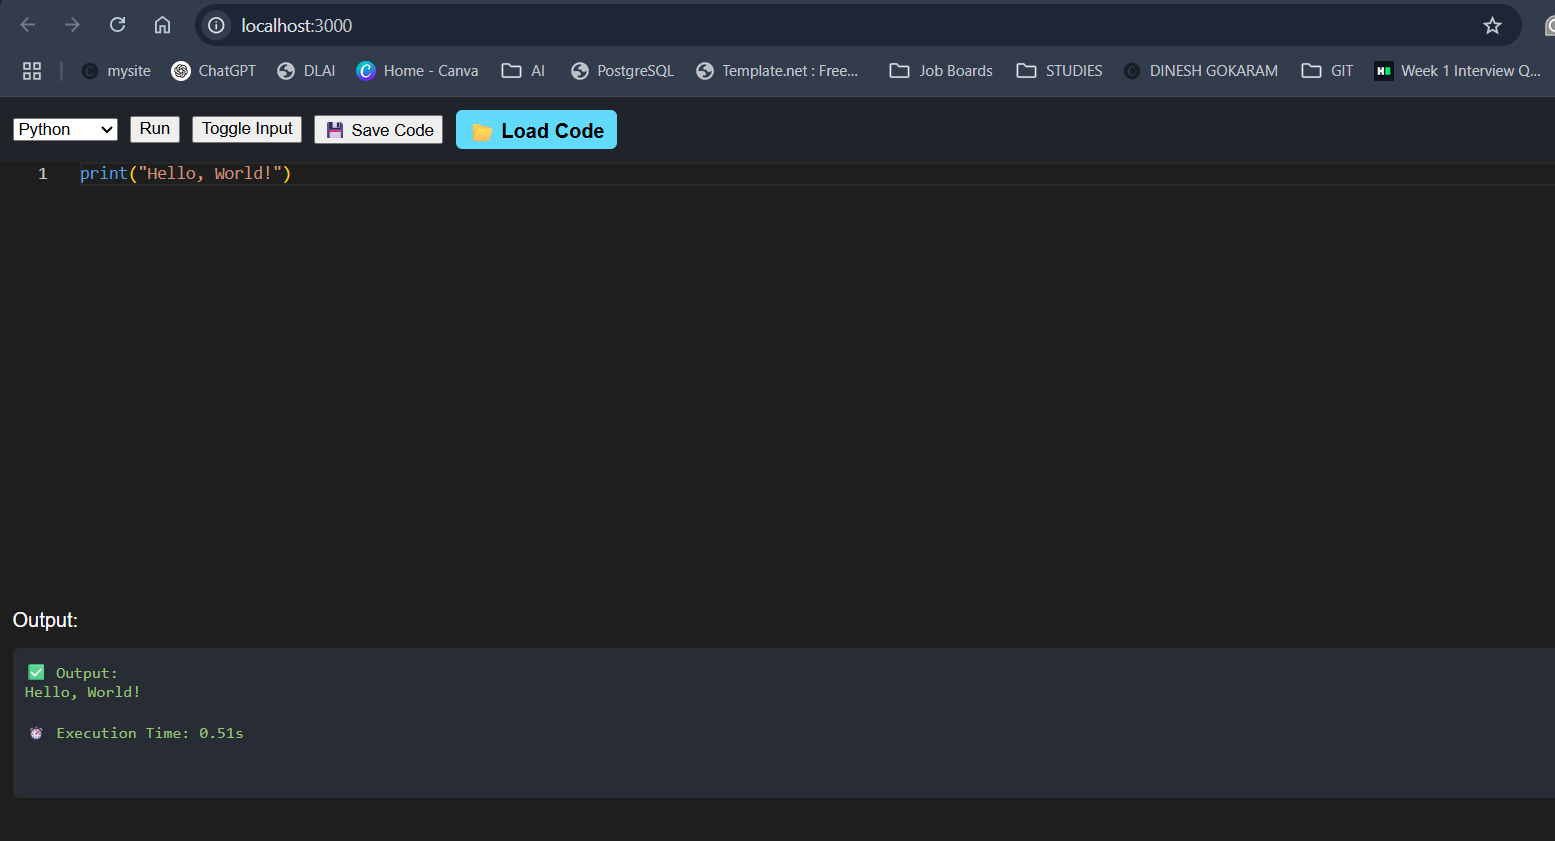 localhost:3000
mysite ChatGPT DLAI Home - Canva AI PostgreSQL Template.net : Free... Job Boards STUDIES DINESH GOKARAM GIT Week 1 Interview Q...
Python Run Toggle Input 💾 Save Code 📂 Load Code
1 print("Hello, World!")
Output:
✅ Output:
Hello, World!
⏱ Execution Time: 0.51s